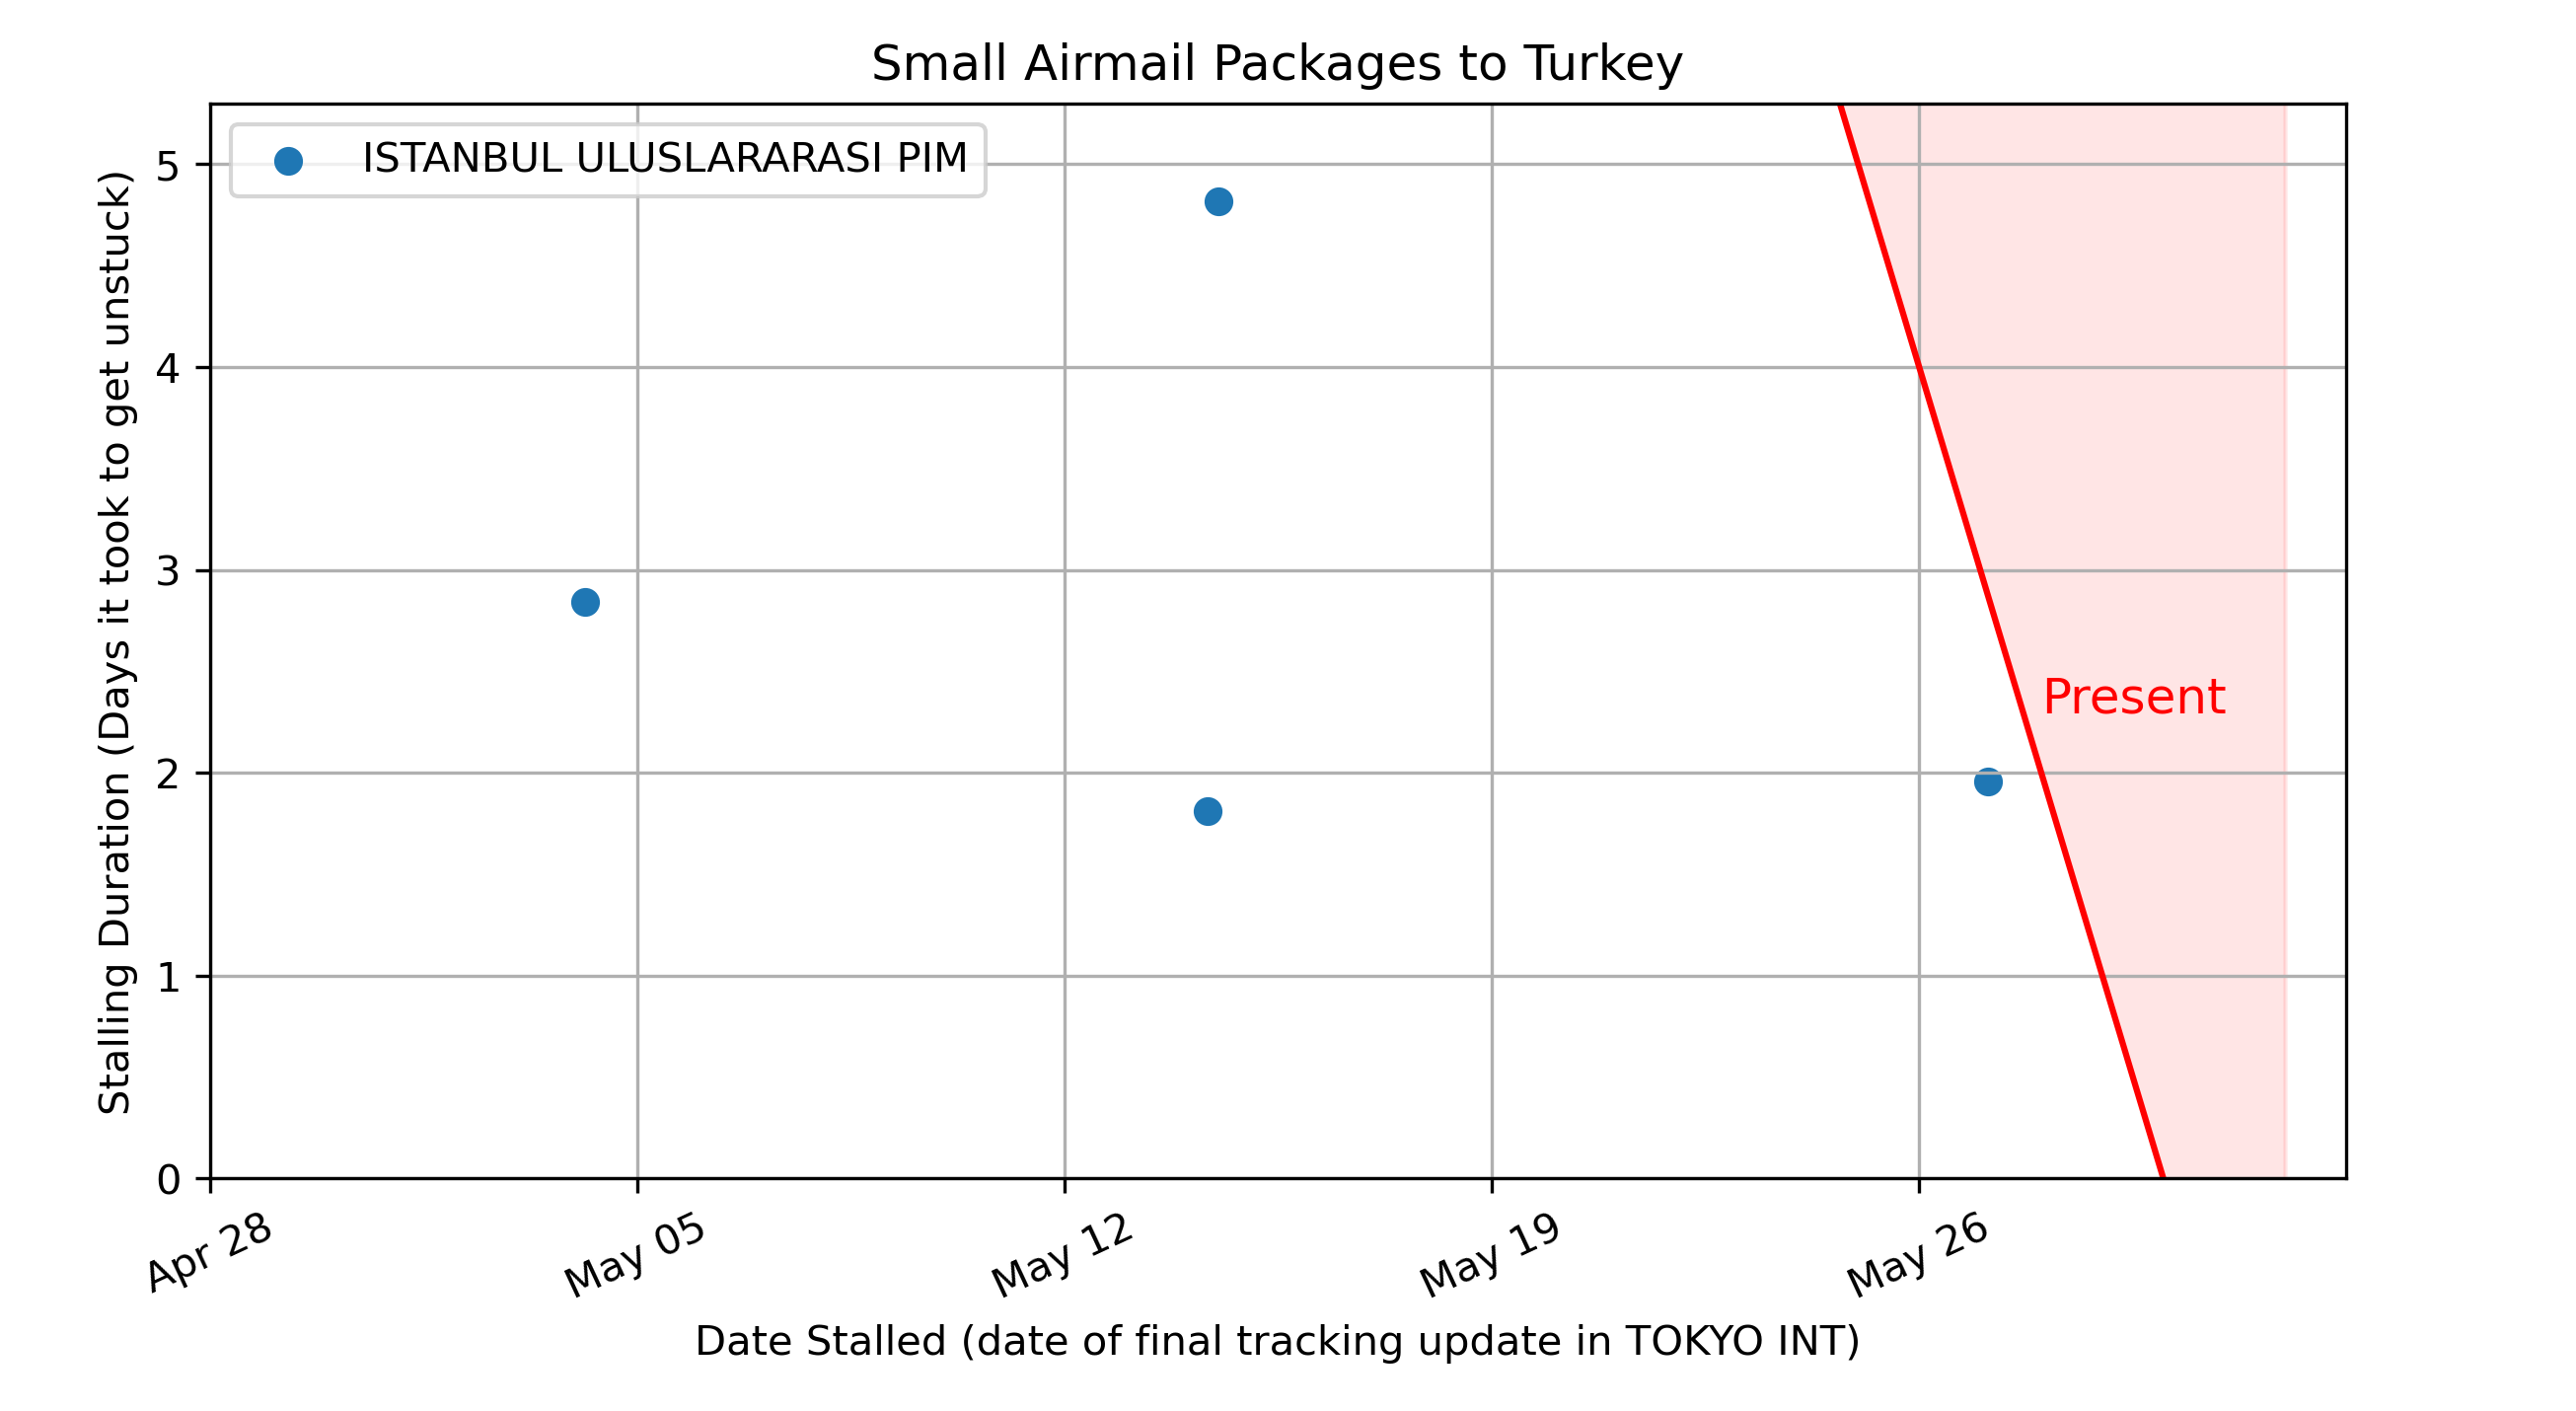 Small Airmail Packages to Turkey
ISTANBUL ULUSLARARASI PIM
Stalling Duration (Days it took to get unstuck)
5
4
3
2
1
0
Present
Apr 28
May 05
May 12
May 19
May 26
Date Stalled (date of final tracking update in TOKYO INT)